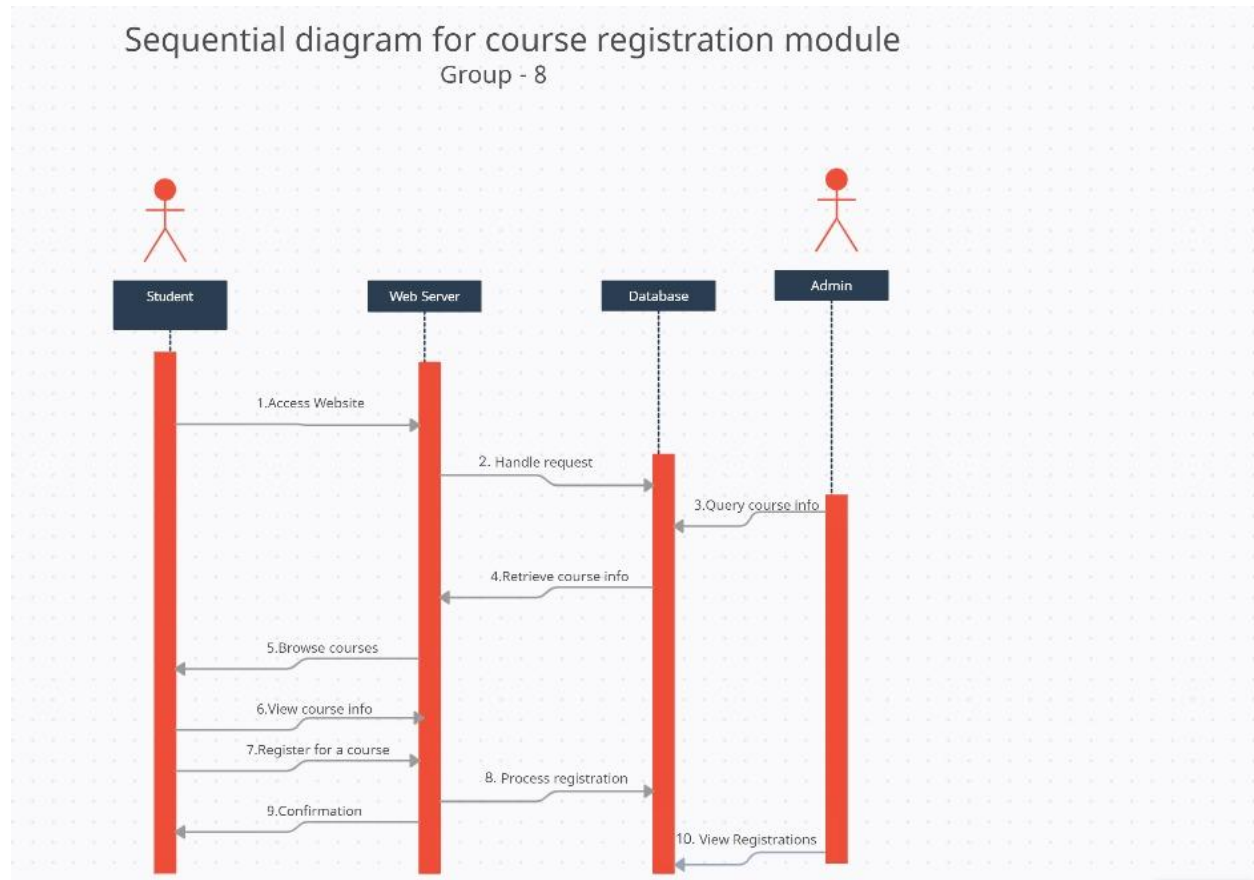 Sequential diagram for course registration module
Group - 8
Student
Web Server
Database
Admin
1.Access Website
2. Handle request
3.Query course info
4.Retrieve course info
5.Browse courses
6.View course info
7.Register for a course
8. Process registration
9.Confirmation
10. View Registrations